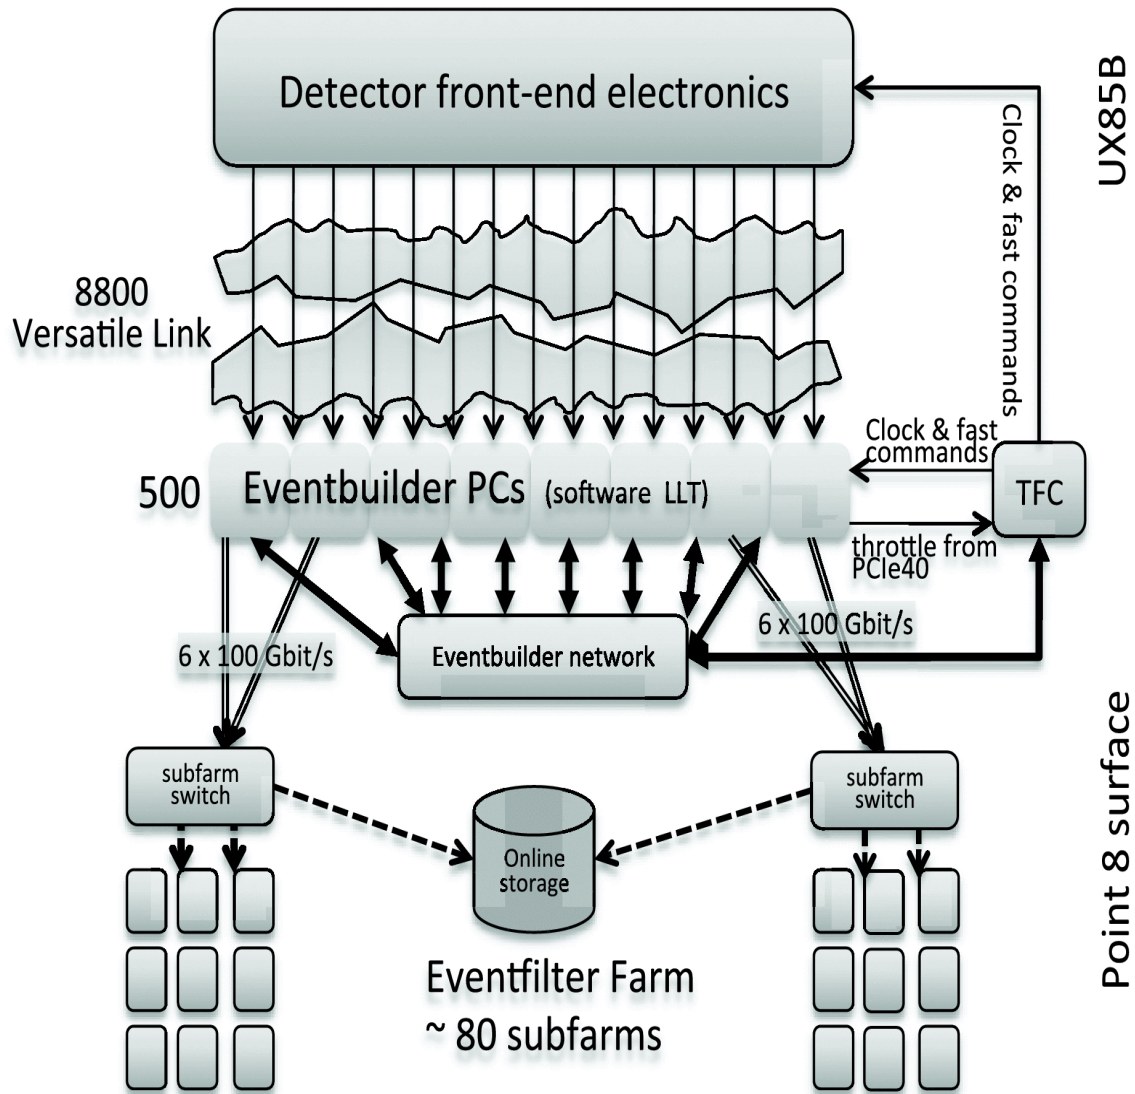 Detector front-end electronics
UX85B
Clock & fast commands
8800
Versatile Link
Clock & fast
commands
500
Eventbuilder PCs (software LLT)
TFC
throttle from
PCIe40
6 x 100 Gbit/s
6 x 100 Gbit/s
Eventbuilder network
Point 8 surface
subfarm
switch
subfarm
switch
Online
storage
Eventfilter Farm
~ 80 subfarms